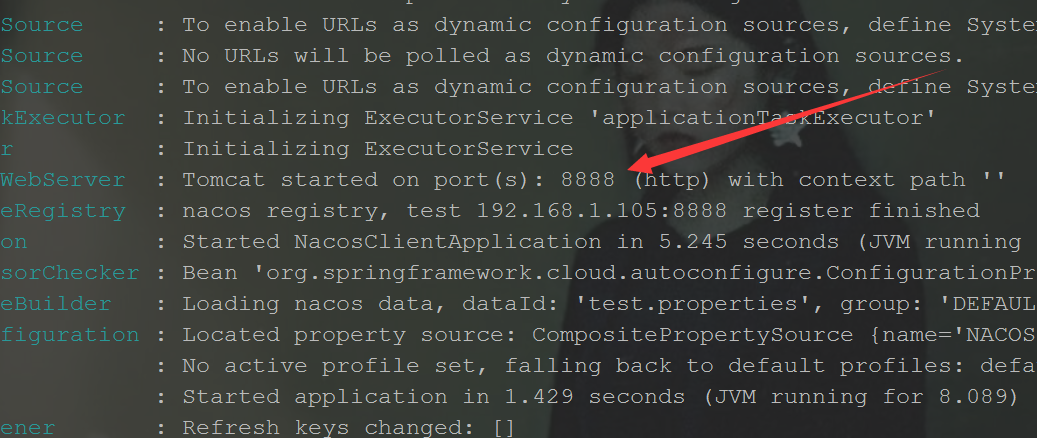 Source : To enable URLs as dynamic configuration sources, define Syste
Source : No URLs will be polled as dynamic configuration sources.
Source : To enable URLs as dynamic configuration sources, define Syste
kExecutor : Initializing ExecutorService 'applicationTaskExecutor'
r : Initializing ExecutorService
WebServer : Tomcat started on port(s): 8888 (http) with context path ''
eRegistry : nacos registry, test 192.168.1.105:8888 register finished
on : Started NacosClientApplication in 5.245 seconds (JVM running
sorChecker : Bean 'org.springframework.cloud.autoconfigure.ConfigurationPr
eBuilder : Loading nacos data, dataId: 'test.properties', group: 'DEFAUL
figuration : Located property source: CompositePropertySource {name='NACOS
: No active profile set, falling back to default profiles: defa
: Started application in 1.429 seconds (JVM running for 8.089)
ener : Refresh keys changed: []